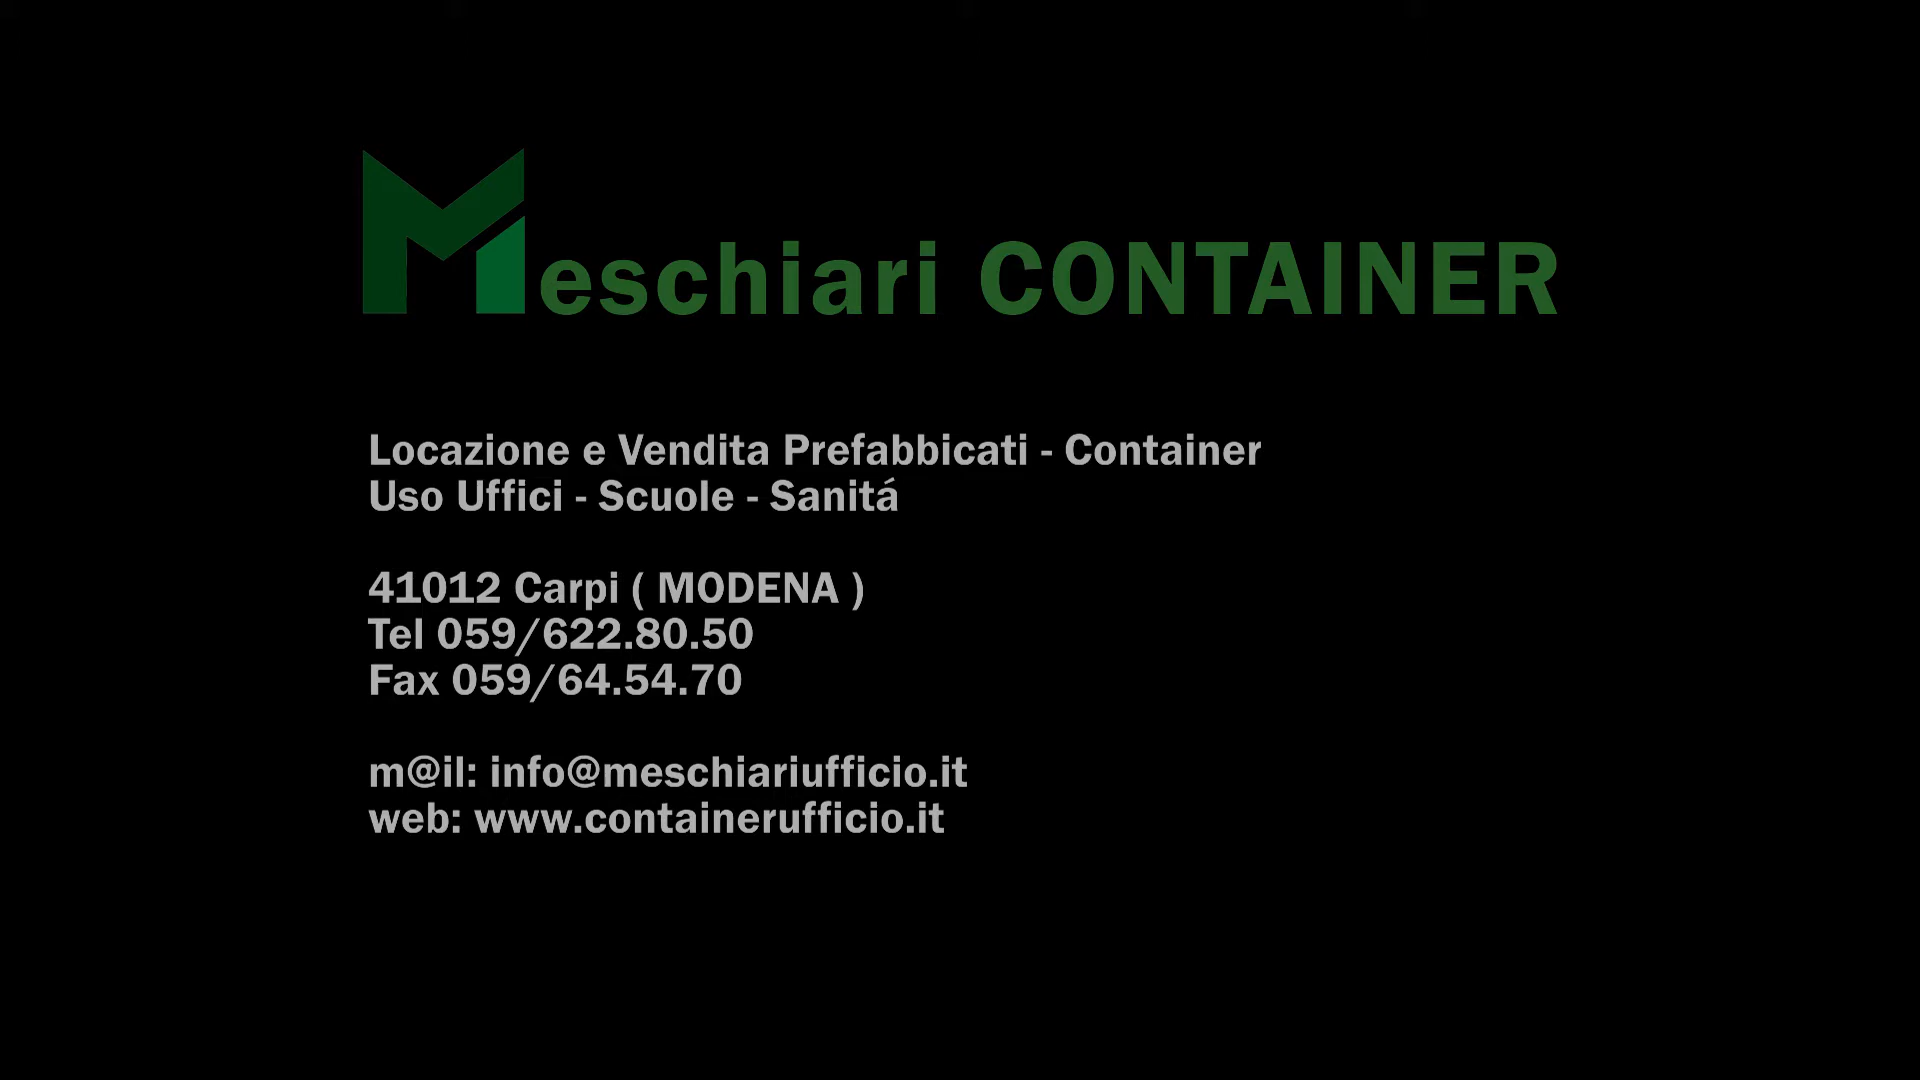 Meschiari CONTAINER
Locazione e Vendita Prefabbicati - Container
Uso Uffici - Scuole - Sanitá
41012 Carpi ( MODENA )
Tel 059/622.80.50
Fax 059/64.54.70
m@il: info@meschiariufficio.it
web: www.containerufficio.it